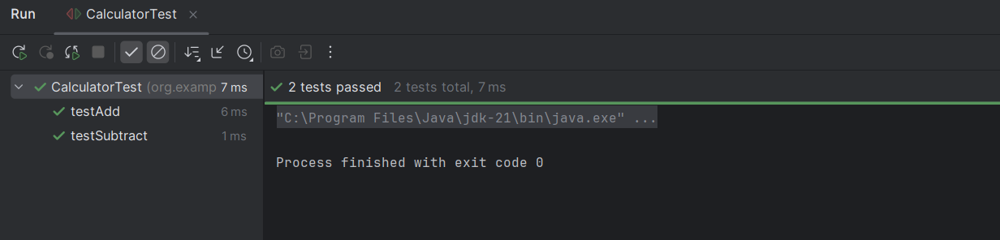 Run CalculatorTest
CalculatorTest (org.examp 7 ms
testAdd 6 ms
testSubtract 1 ms
2 tests passed 2 tests total, 7 ms
"C:\Program Files\Java\jdk-21\bin\java.exe" ...
Process finished with exit code 0